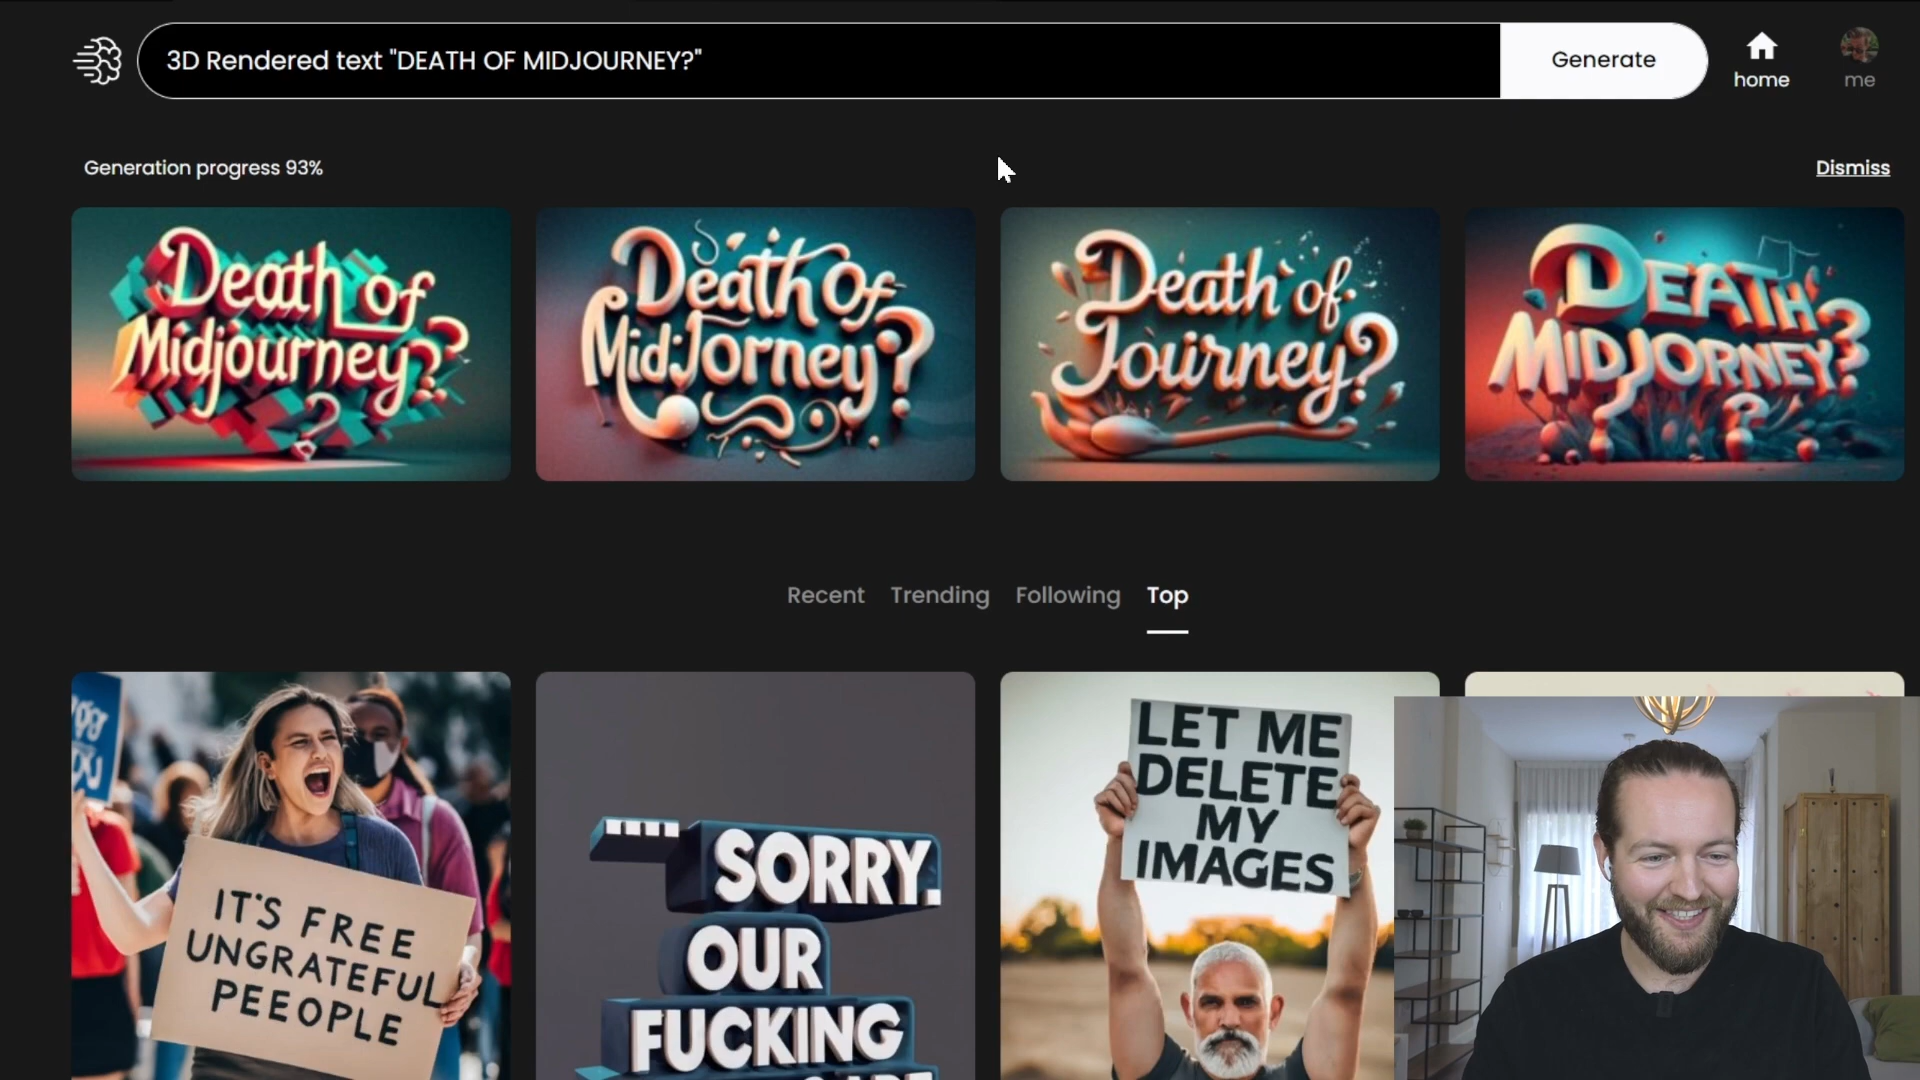 3D Rendered text "DEATH OF MIDJOURNEY?"
Generate
home
me
Generation progress 93%
Dismiss
Death of
Midjourney?
?
Death Of
Mid:Jorney?
Death of
Journey?
DEATH
MIDJORNEY?
?
Recent
Trending
Following
Top
IT'S FREE
UNGRATEFUL
PEEOPLE
SORRY.
OUR
FUCKING
LET ME
DELETE
MY
IMAGES